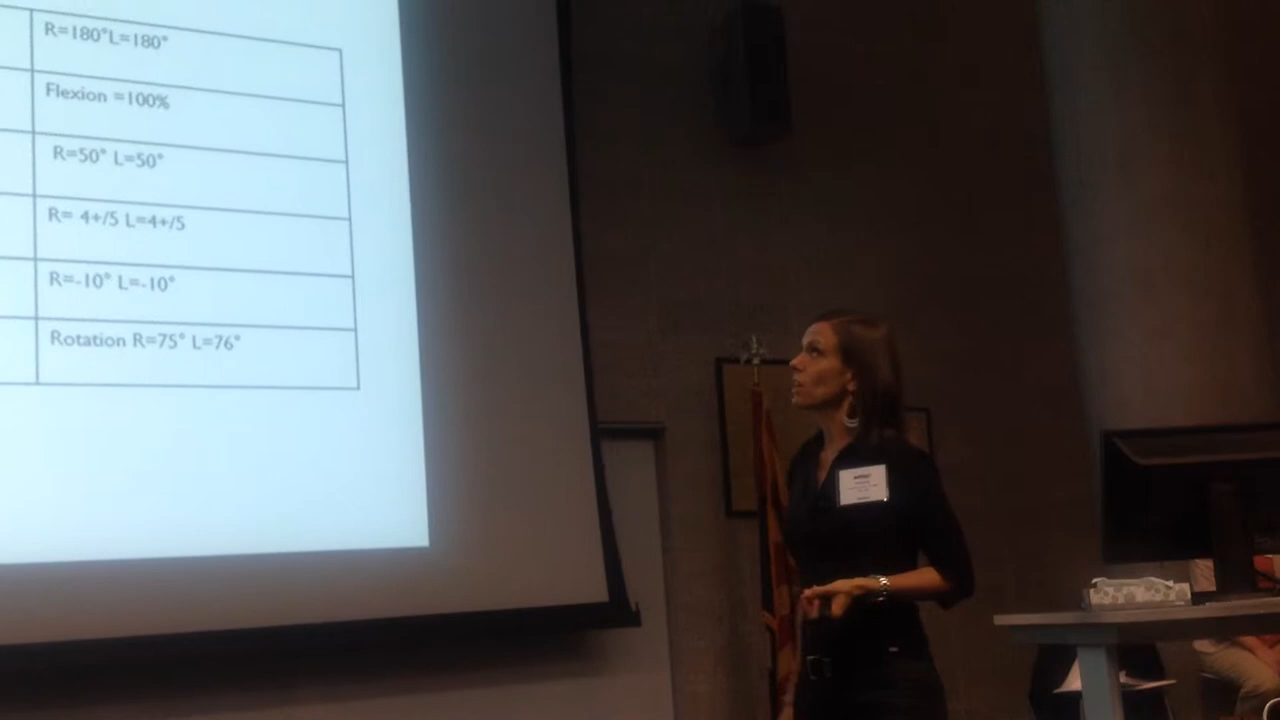 R=180°L=180°
Flexion =100%
R=50° L=50°
R= 4+/5 L=4+/5
R=-10° L=-10°
Rotation R=75° L=76°